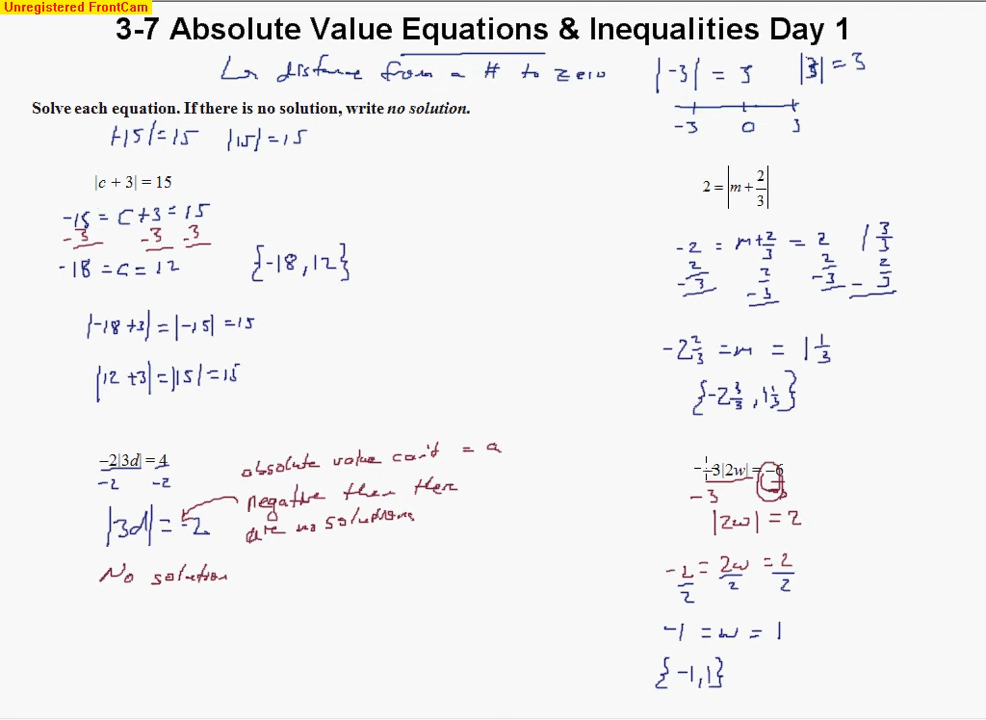 Unregistered FrontCam
3-7 Absolute Value Equations & Inequalities Day 1
distance from a # to zero |-3| = 3 |3| = 3
-3 0 3
Solve each equation. If there is no solution, write no solution.
|-15| = 15 |15| = 15
|c + 3| = 15
-15 = C+3 = 15
-3 -3 -3
-18 = C = 12 {-18, 12}
|-18 +3| = |-15| = 15
|12 +3| = |15| = 15
2 = |m + 2/3|
-2 = m + 2/3 = 2 1 3/3
-2/3 -2/3 -2/3 - 2/3
-2 2/3 = m = 1 1/3
{-2 2/3, 1 1/3}
-2|3d| = 4
-2 -2
|3d| = -2
No solution
absolute value can't = a
negative then ther
are no solutions
-3|2w| = -6
-3
|2w| = 2
-2/2 = 2w/2 = 2/2
-1 = w = 1
{-1, 1}